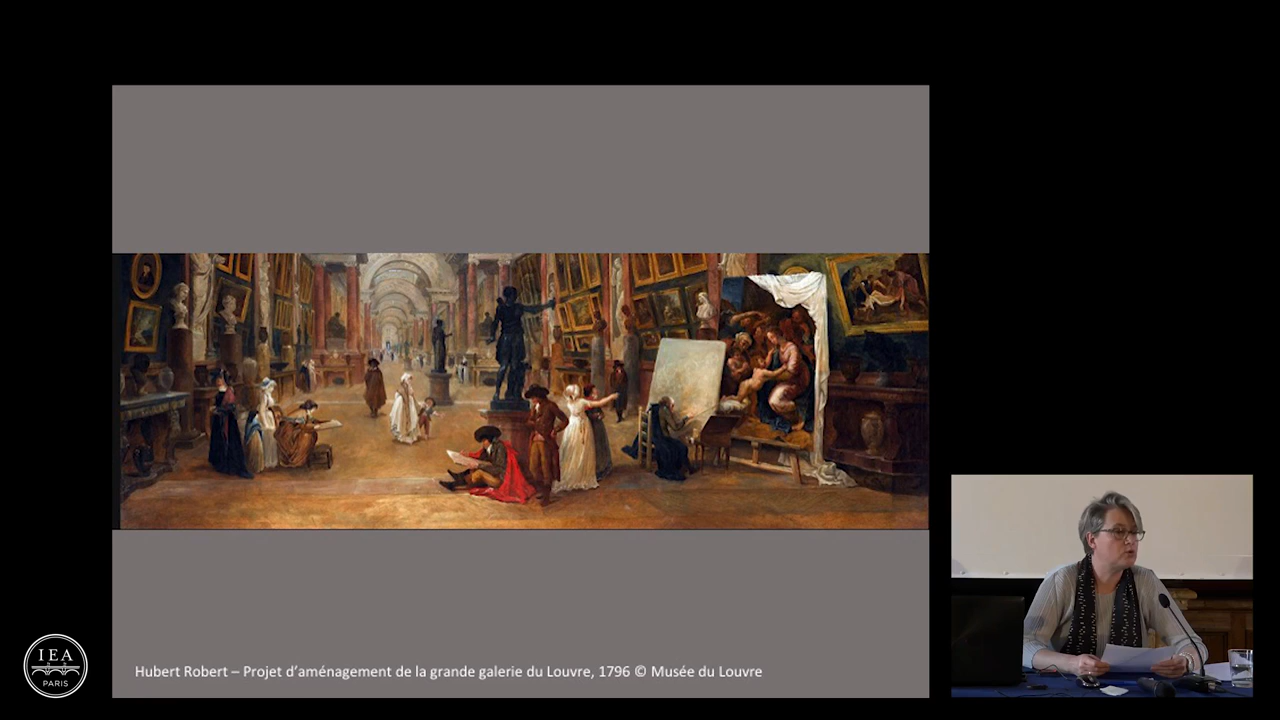 Hubert Robert – Projet d'aménagement de la grande galerie du Louvre, 1796 © Musée du Louvre
IEA
PARIS